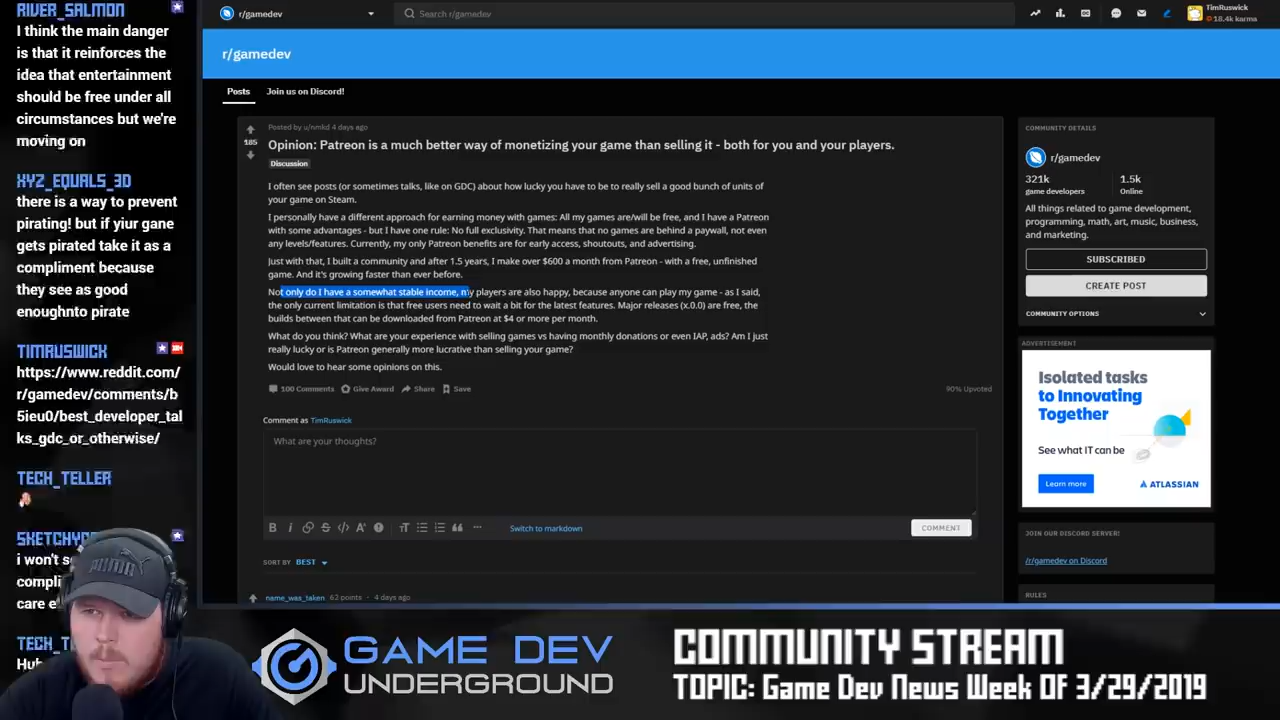 RIVER_SALMON
I think the main danger
is that it reinforces the
idea that entertainment
should be free under all
circumstances but we're
moving on
XYZ_EQUALS_3D
there is a way to prevent
pirating! but if yiur gane
gets pirated take it as a
compliment because
they see as good
enoughnto pirate
TIMRUSWICK
https://www.reddit.com/
r/gamedev/comments/b
5ieu0/best_developer_tal
ks_gdc_or_otherwise/
TECH_TELLER
i won't s
compli
care e
TECH_T
Hu
r/gamedev
Search r/gamedev
TimRuswick
18.4k karma
r/gamedev
Posts
Join us on Discord!
185
Posted by u/nmkd 4 days ago
Opinion: Patreon is a much better way of monetizing your game than selling it - both for you and your players.
Discussion
I often see posts (or sometimes talks, like on GDC) about how lucky you have to be to really sell a good bunch of units of
your game on Steam.
I personally have a different approach for earning money with games: All my games are/will be free, and I have a Patreon
with some advantages - but I have one rule: No full exclusivity. That means that no games are behind a paywall, not even
any levels/features. Currently, my only Patreon benefits are for early access, shoutouts, and advertising.
Just with that, I built a community and after 1.5 years, I make over $600 a month from Patreon - with a free, unfinished
game. And it's growing faster than ever before.
Not only do I have a somewhat stable income, my players are also happy, because anyone can play my game - as I said,
the only current limitation is that free users need to wait a bit for the latest features. Major releases (x.0.0) are free, the
builds between that can be downloaded from Patreon at $4 or more per month.
What do you think? What are your experience with selling games vs having monthly donations or even IAP, ads? Am I just
really lucky or is Patreon generally more lucrative than selling your game?
Would love to hear some opinions on this.
100 Comments Give Award Share Save
90% Upvoted
Comment as TimRuswick
What are your thoughts?
Switch to markdown
COMMENT
SORT BY BEST
name_was_taken 62 points · 4 days ago
COMMUNITY DETAILS
r/gamedev
321k 1.5k
game developers Online
All things related to game development,
programming, math, art, music, business,
and marketing.
SUBSCRIBED
CREATE POST
COMMUNITY OPTIONS
ADVERTISEMENT
Isolated tasks
to Innovating
Together
See what IT can be
Learn more
ATLASSIAN
JOIN OUR DISCORD SERVER!
/r/gamedev on Discord
RULES
PUMA
GAME DEV
UNDERGROUND
COMMUNITY STREAM
TOPIC: Game Dev News Week OF 3/29/2019